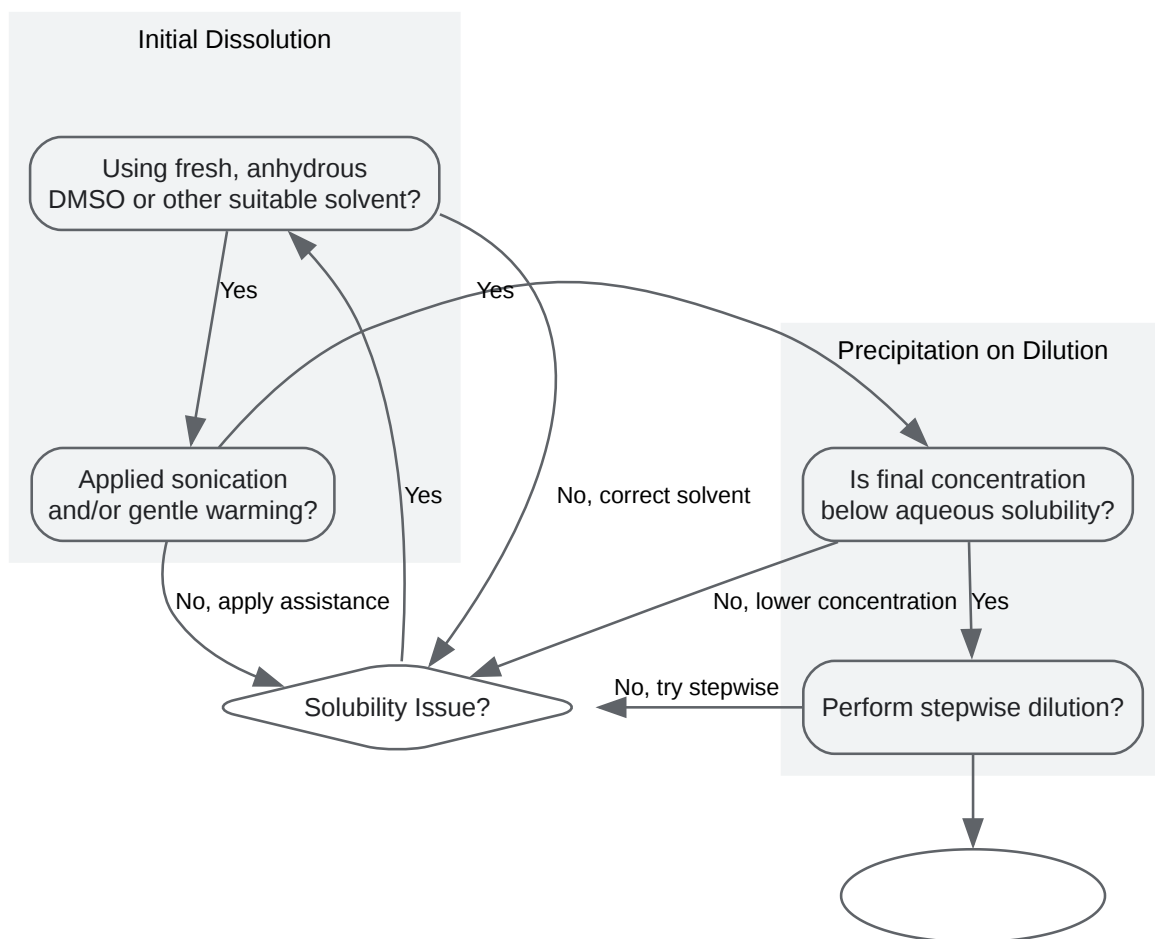 Initial Dissolution
Using fresh, anhydrous
DMSO or other suitable solvent?
Yes
Yes
Precipitation on Dilution
Applied sonication
and/or gentle warming?
Yes
No, correct solvent
Is final concentration
below aqueous solubility?
No, apply assistance
No, lower concentration
Yes
Solubility Issue?
No, try stepwise
Perform stepwise dilution?